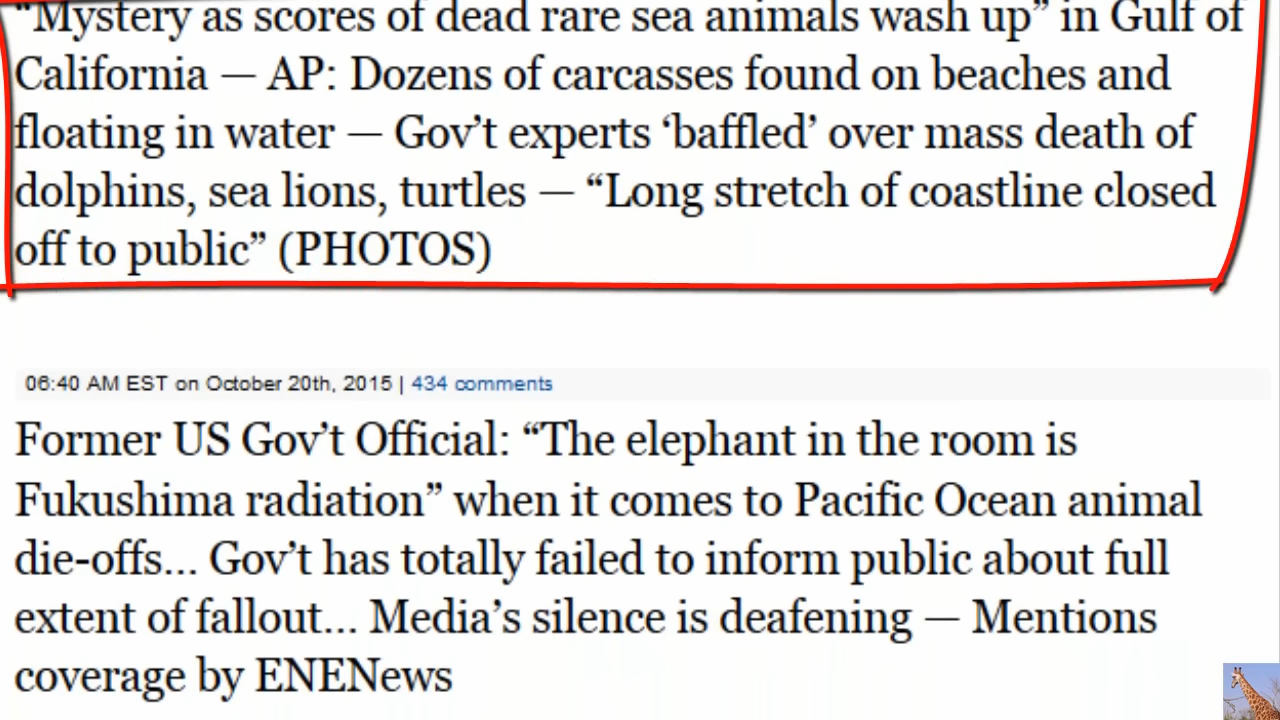 “Mystery as scores of dead rare sea animals wash up” in Gulf of
California — AP: Dozens of carcasses found on beaches and
floating in water — Gov’t experts ‘baffled’ over mass death of
dolphins, sea lions, turtles — “Long stretch of coastline closed
off to public” (PHOTOS)
06:40 AM EST on October 20th, 2015 | 434 comments
Former US Gov’t Official: “The elephant in the room is
Fukushima radiation” when it comes to Pacific Ocean animal
die-offs... Gov’t has totally failed to inform public about full
extent of fallout... Media’s silence is deafening — Mentions
coverage by ENENews